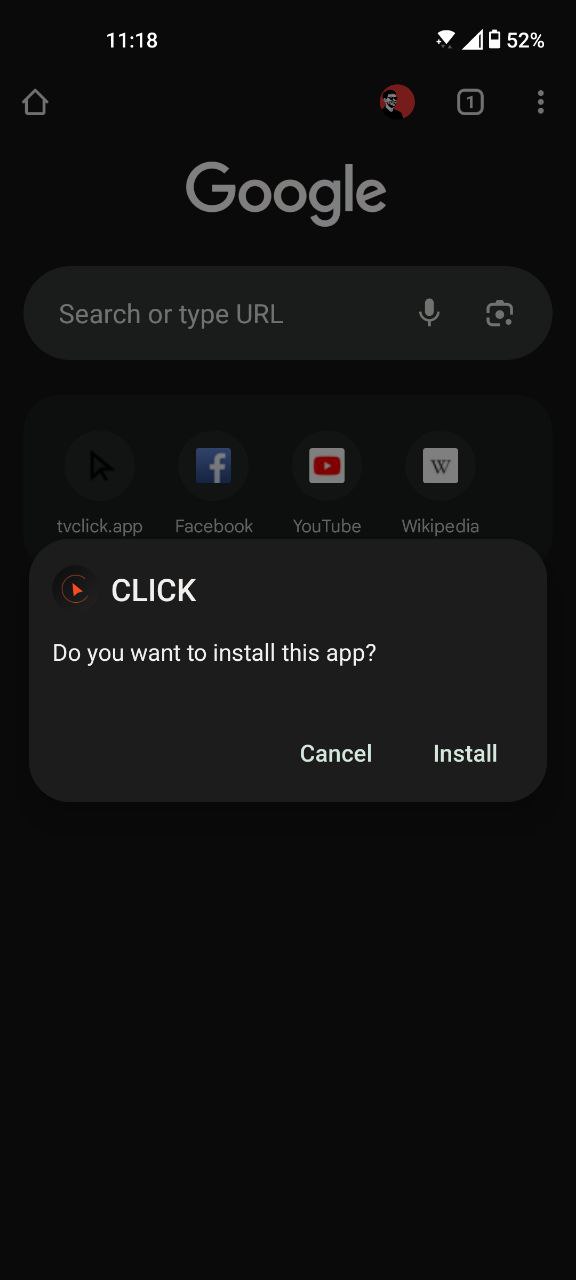 11:18 52%
1
Google
Search or type URL
W
tvclick.app Facebook YouTube Wikipedia
CLICK
Do you want to install this app?
Cancel Install